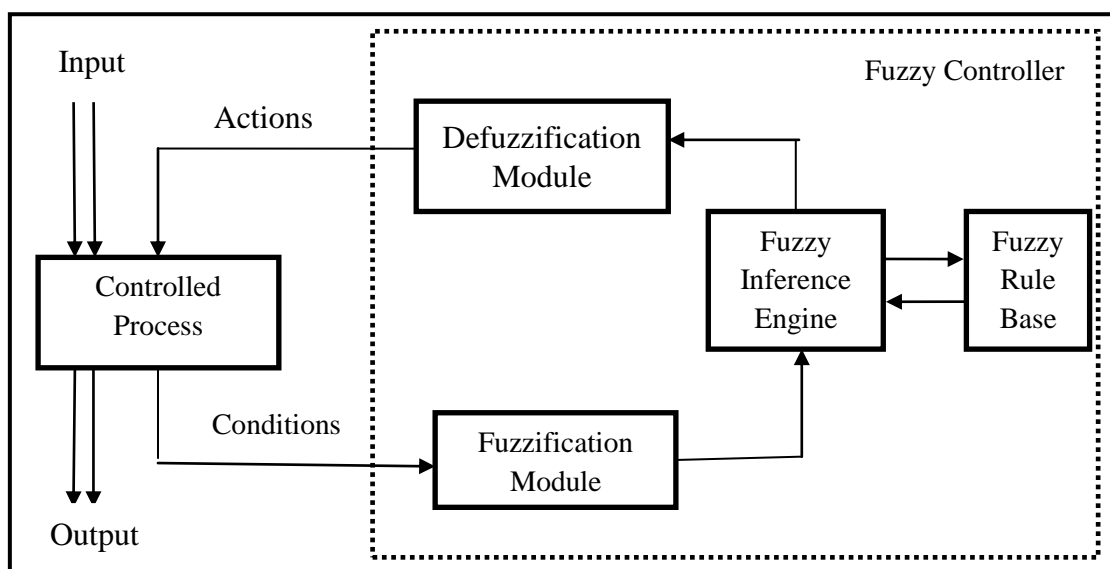 Input
Fuzzy Controller
Actions
Defuzzification
Module
Fuzzy
Inference
Engine
Fuzzy
Rule
Base
Controlled
Process
Conditions
Fuzzification
Module
Output